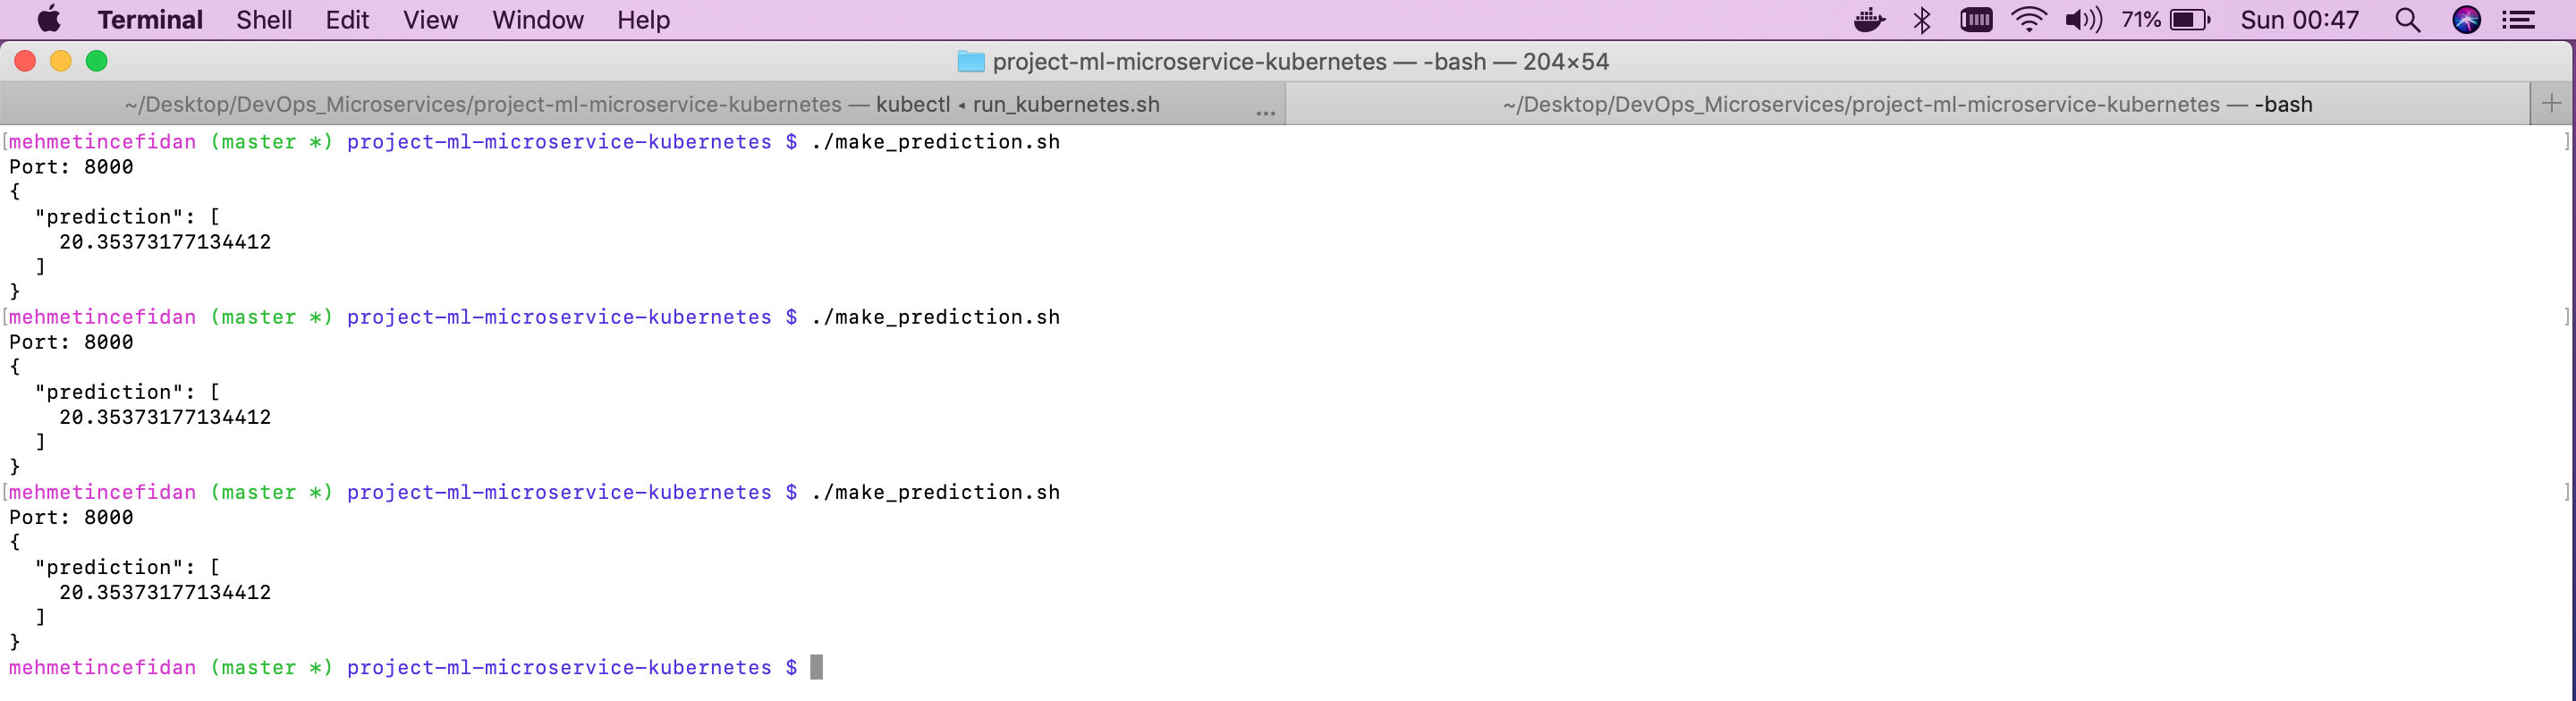 Terminal Shell Edit View Window Help 71% Sun 00:47
project-ml-microservice-kubernetes — -bash — 204×54
~/Desktop/DevOps_Microservices/project-ml-microservice-kubernetes — kubectl ◂ run_kubernetes.sh ... ~/Desktop/DevOps_Microservices/project-ml-microservice-kubernetes — -bash +
[mehmetincefidan (master *) project-ml-microservice-kubernetes $ ./make_prediction.sh ]
Port: 8000
{
  "prediction": [
    20.35373177134412
  ]
}
[mehmetincefidan (master *) project-ml-microservice-kubernetes $ ./make_prediction.sh ]
Port: 8000
{
  "prediction": [
    20.35373177134412
  ]
}
[mehmetincefidan (master *) project-ml-microservice-kubernetes $ ./make_prediction.sh ]
Port: 8000
{
  "prediction": [
    20.35373177134412
  ]
}
mehmetincefidan (master *) project-ml-microservice-kubernetes $